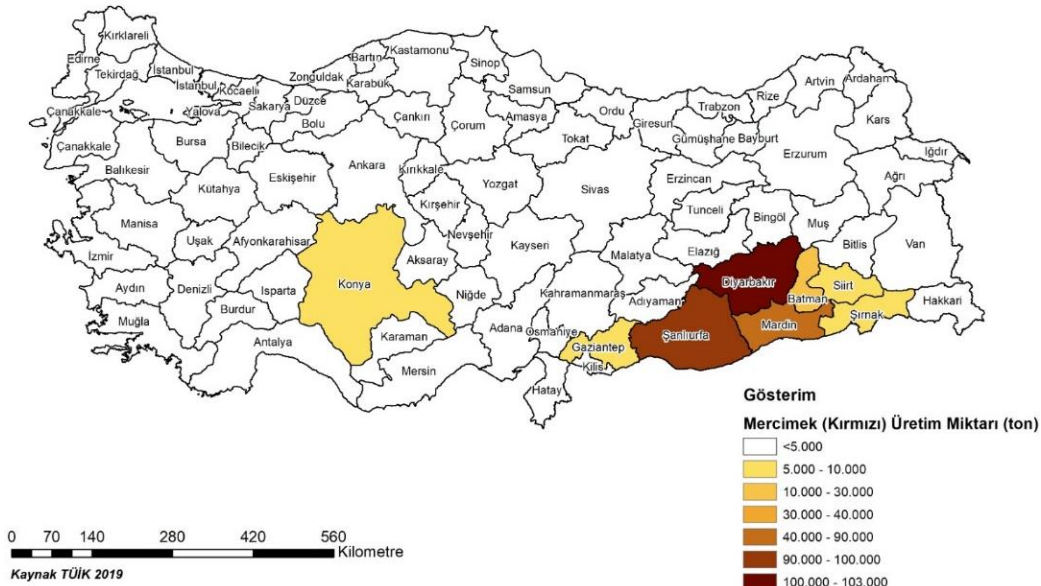 Kırklareli
Edirne
Tekirdağ
İstanbul
İstanbul
Kocaeli
Yalova
Sakarya
Düzce
Zonguldak
Bartın
Karabük
Kastamonu
Sinop
Samsun
Bolu
Çankırı
Çorum
Amasya
Ordu
Tokat
Giresun
Trabzon
Gümüşhane
Bayburt
Rize
Artvin
Ardahan
Kars
Iğdır
Ağrı
Erzurum
Çanakkale
Çanakkale
Bursa
Bilecik
Balıkesir
Kütahya
Eskişehir
Ankara
Kırıkkale
Yozgat
Sivas
Erzincan
Tunceli
Bingöl
Muş
Bitlis
Van
Manisa
Uşak
Afyonkarahisar
Kırşehir
Nevşehir
Kayseri
Malatya
Elazığ
İzmir
Aydın
Denizli
Isparta
Burdur
Konya
Aksaray
Niğde
Kahramanmaraş
Adıyaman
Diyarbakır
Batman
Siirt
Şırnak
Hakkari
Muğla
Antalya
Karaman
Mersin
Adana
Osmaniye
Gaziantep
Kilis
Hatay
Şanlıurfa
Mardin
Gösterim
Mercimek (Kırmızı) Üretim Miktarı (ton)
<5.000
5.000 - 10.000
10.000 - 30.000
30.000 - 40.000
40.000 - 90.000
90.000 - 100.000
100.000 - 103.000
0 70 140 280 420 560
Kilometre
Kaynak TÜİK 2019